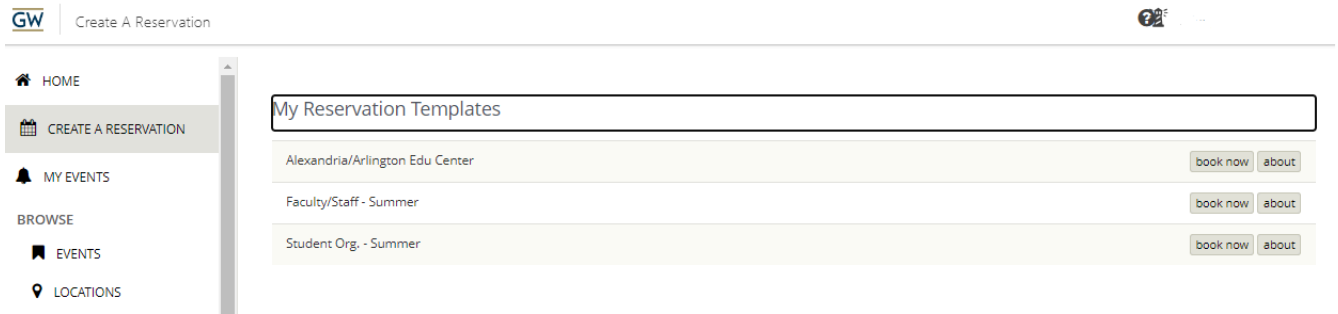 GW Create A Reservation
HOME
CREATE A RESERVATION
MY EVENTS
BROWSE
EVENTS
LOCATIONS
My Reservation Templates
Alexandria/Arlington Edu Center book now about
Faculty/Staff - Summer book now about
Student Org. - Summer book now about